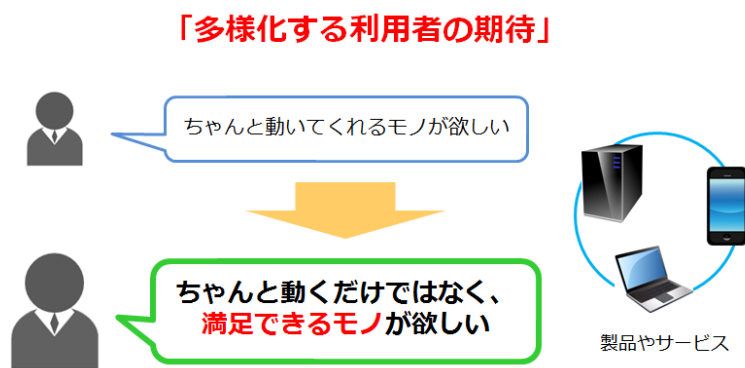 「多様化する利用者の期待」
ちゃんと動いてくれるモノが欲しい
ちゃんと動くだけではなく、
満足できるモノが欲しい
製品やサービス